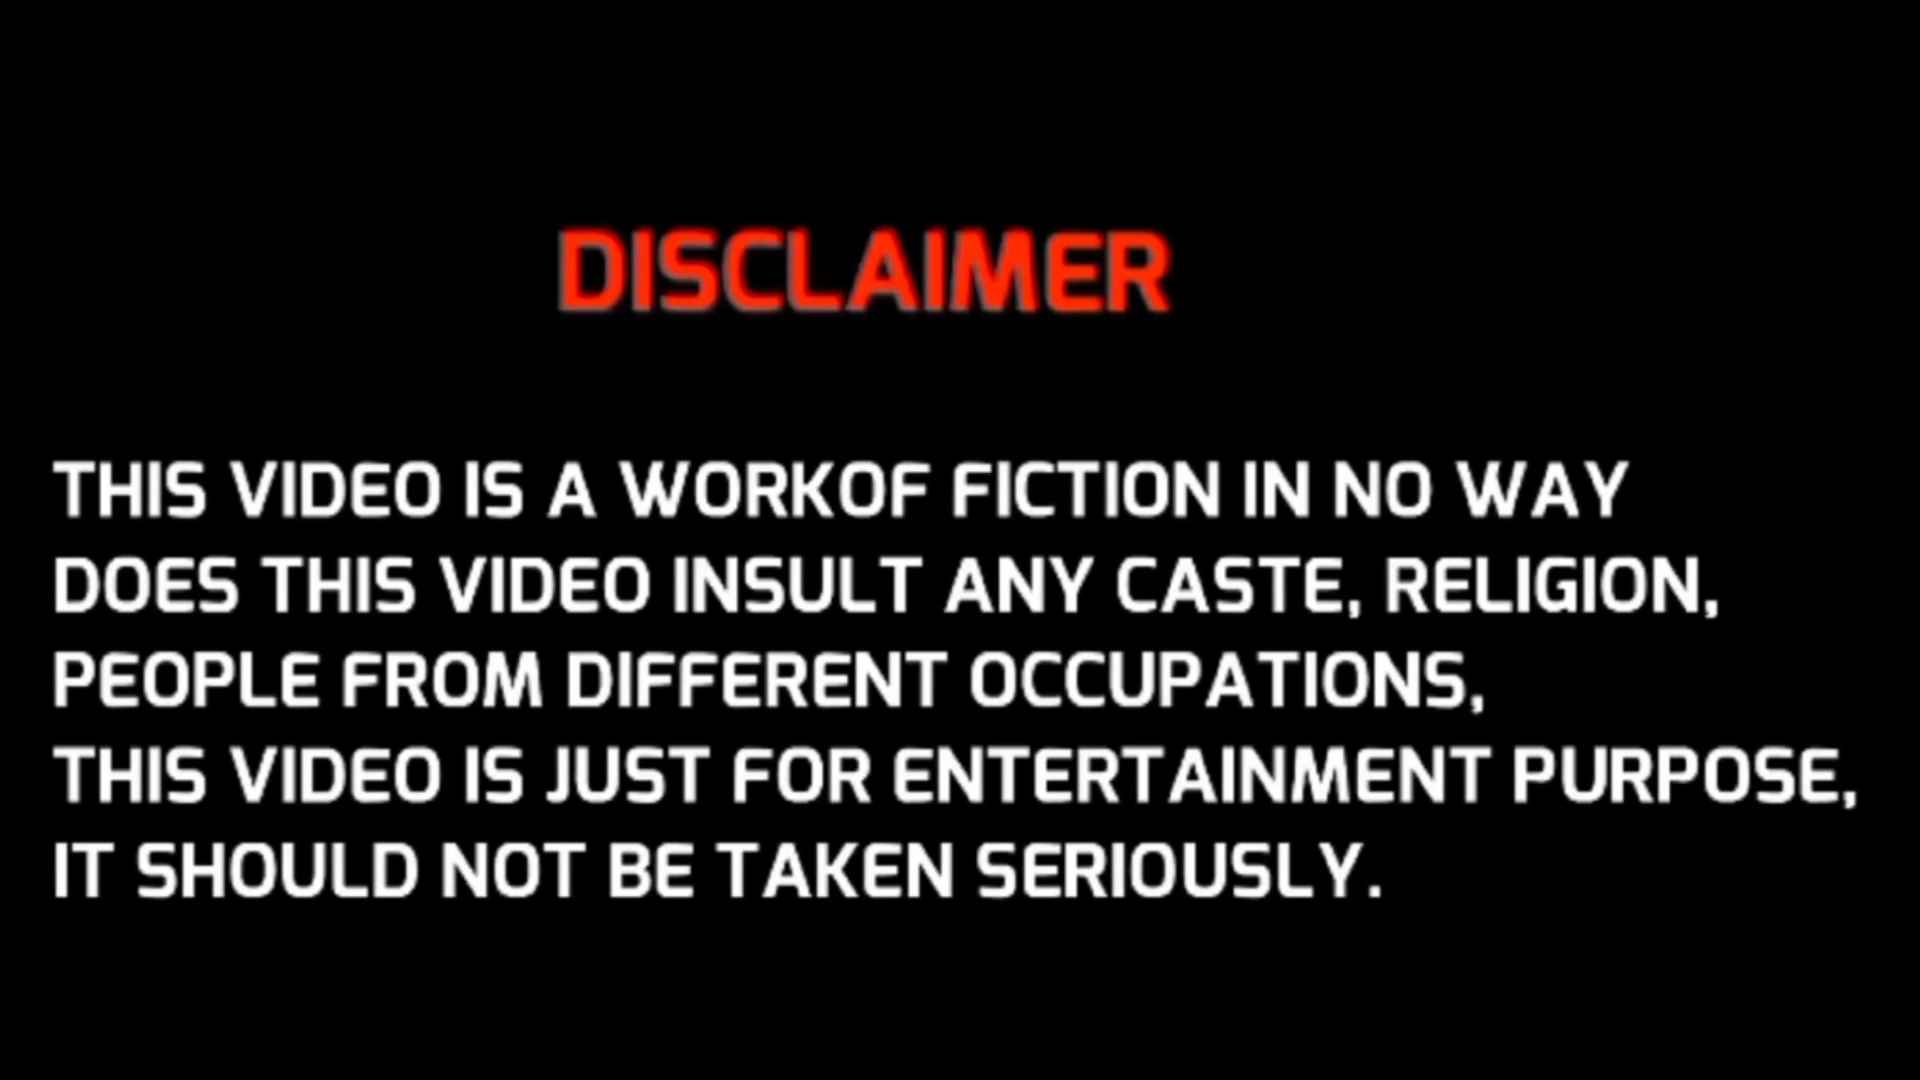 DISCLAIMER
THIS VIDEO IS A WORKOF FICTION IN NO WAY
DOES THIS VIDEO INSULT ANY CASTE, RELIGION,
PEOPLE FROM DIFFERENT OCCUPATIONS,
THIS VIDEO IS JUST FOR ENTERTAINMENT PURPOSE,
IT SHOULD NOT BE TAKEN SERIOUSLY.